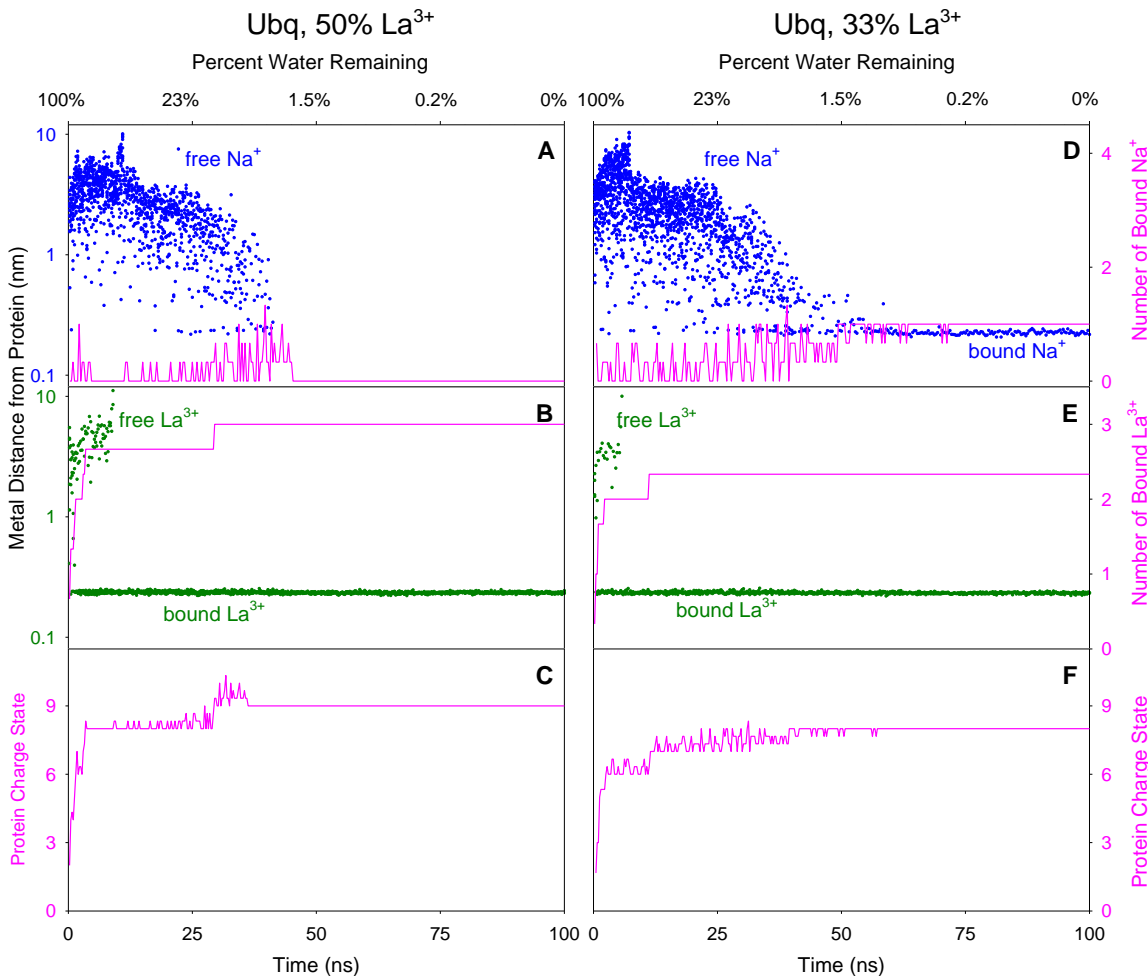 Ubq, 50% La³⁺
Ubq, 33% La³⁺
Percent Water Remaining
Percent Water Remaining
100% 23% 1.5% 0.2% 0%
100% 23% 1.5% 0.2% 0%
Metal Distance from Protein (nm)
10
1
0.1
A
free Na⁺
D
free Na⁺
bound Na⁺
4
2
0
Number of Bound Na⁺
10
1
0.1
B
free La³⁺
bound La³⁺
E
free La³⁺
bound La³⁺
3
2
1
0
Number of Bound La³⁺
Protein Charge State
9
6
3
0
C
F
9
6
3
0
Protein Charge State
0 25 50 75 100
0 25 50 75 100
Time (ns)
Time (ns)